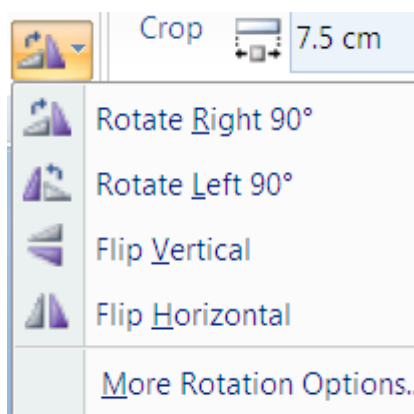 Crop 7.5 cm
Rotate Right 90°
Rotate Left 90°
Flip Vertical
Flip Horizontal
More Rotation Options..